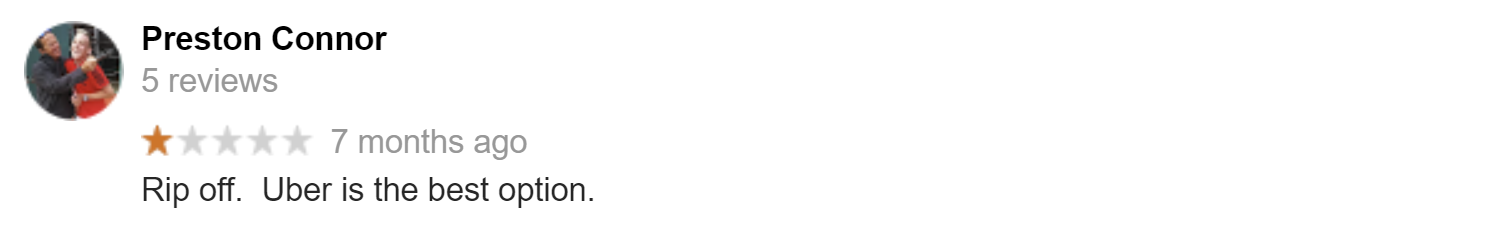 Preston Connor
5 reviews
7 months ago
Rip off.  Uber is the best option.